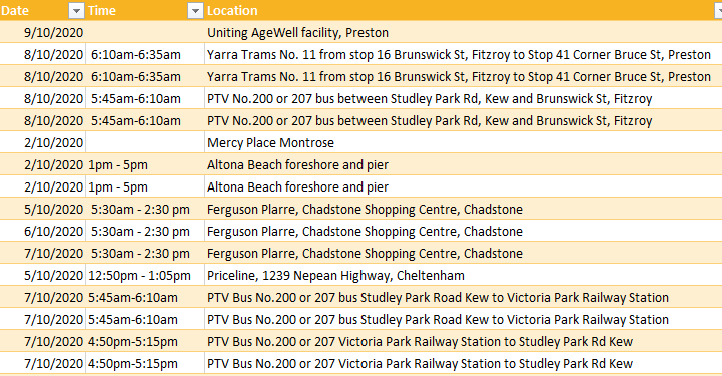 Date Time Location
9/10/2020 Uniting AgeWell facility, Preston
8/10/2020 6:10am-6:35am Yarra Trams No. 11 from stop 16 Brunswick St, Fitzroy to Stop 41 Corner Bruce St, Preston
8/10/2020 6:10am-6:35am Yarra Trams No. 11 from stop 16 Brunswick St, Fitzroy to Stop 41 Corner Bruce St, Preston
8/10/2020 5:45am-6:10am PTV No.200 or 207 bus between Studley Park Rd, Kew and Brunswick St, Fitzroy
8/10/2020 5:45am-6:10am PTV No.200 or 207 bus between Studley Park Rd, Kew and Brunswick St, Fitzroy
2/10/2020 Mercy Place Montrose
2/10/2020 1pm - 5pm Altona Beach foreshore and pier
2/10/2020 1pm - 5pm Altona Beach foreshore and pier
5/10/2020 5:30am - 2:30 pm Ferguson Plarre, Chadstone Shopping Centre, Chadstone
6/10/2020 5:30am - 2:30 pm Ferguson Plarre, Chadstone Shopping Centre, Chadstone
7/10/2020 5:30am - 2:30 pm Ferguson Plarre, Chadstone Shopping Centre, Chadstone
5/10/2020 12:50pm - 1:05pm Priceline, 1239 Nepean Highway, Cheltenham
7/10/2020 5:45am-6:10am PTV Bus No.200 or 207 bus Studley Park Road Kew to Victoria Park Railway Station
7/10/2020 5:45am-6:10am PTV Bus No.200 or 207 bus Studley Park Road Kew to Victoria Park Railway Station
7/10/2020 4:50pm-5:15pm PTV Bus No.200 or 207 Victoria Park Railway Station to Studley Park Rd Kew
7/10/2020 4:50pm-5:15pm PTV Bus No.200 or 207 Victoria Park Railway Station to Studley Park Rd Kew